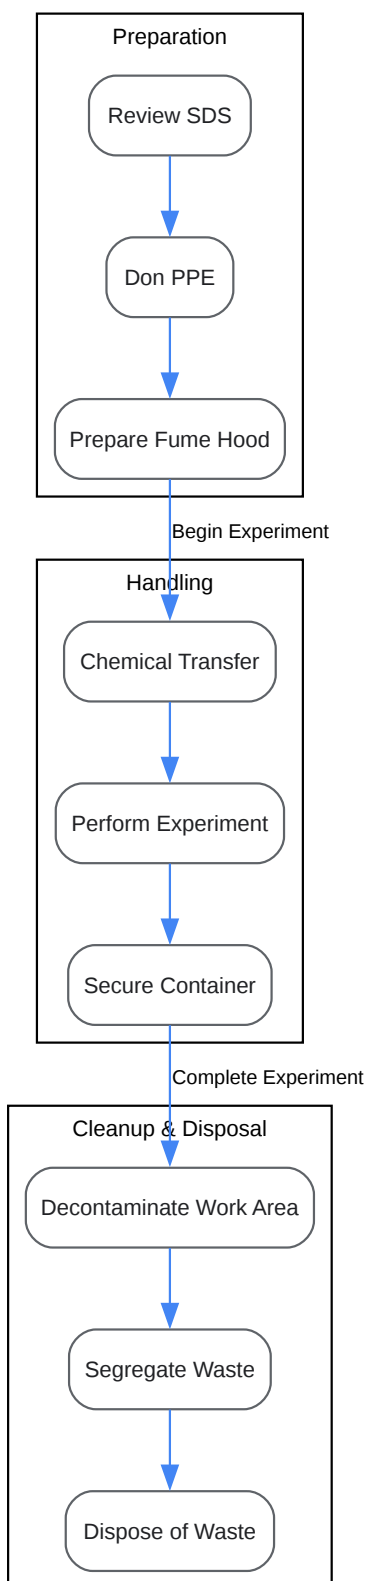 Preparation
Review SDS
Don PPE
Prepare Fume Hood
Begin Experiment
Handling
Chemical Transfer
Perform Experiment
Secure Container
Complete Experiment
Cleanup & Disposal
Decontaminate Work Area
Segregate Waste
Dispose of Waste